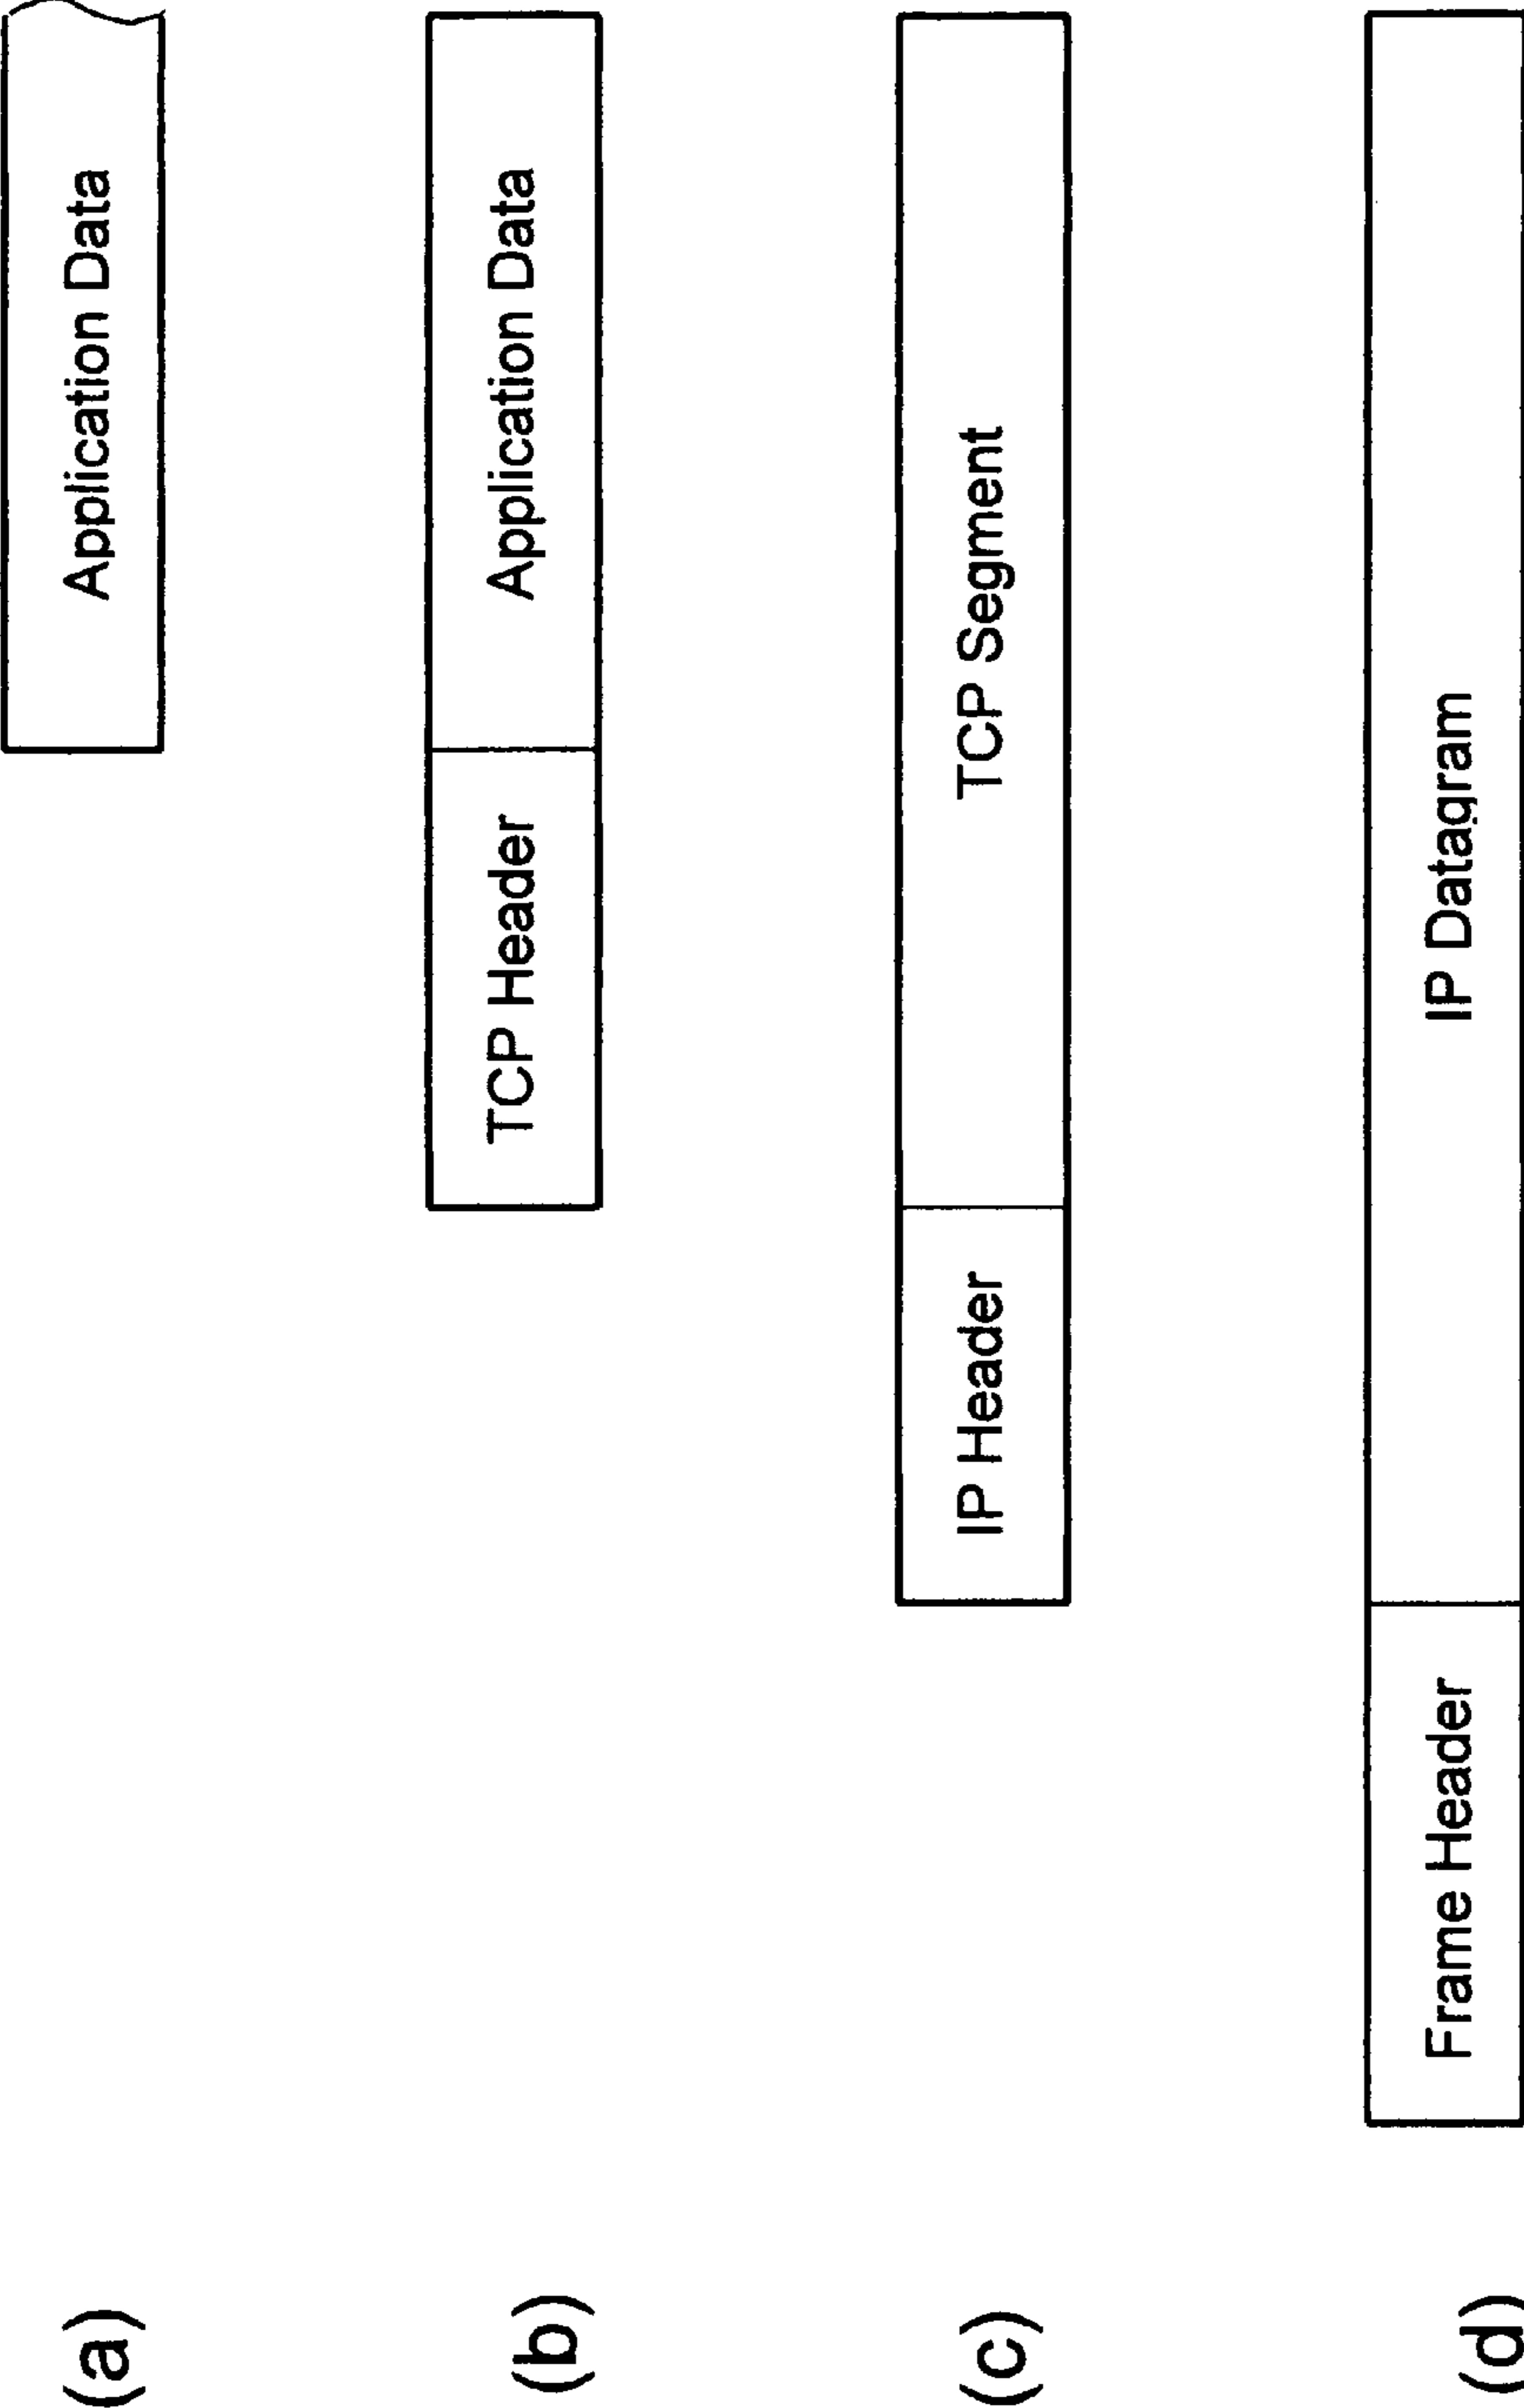 (a) Application Data
(b) TCP Header Application Data
(c) IP Header TCP Segment
(d) Frame Header IP Datagram